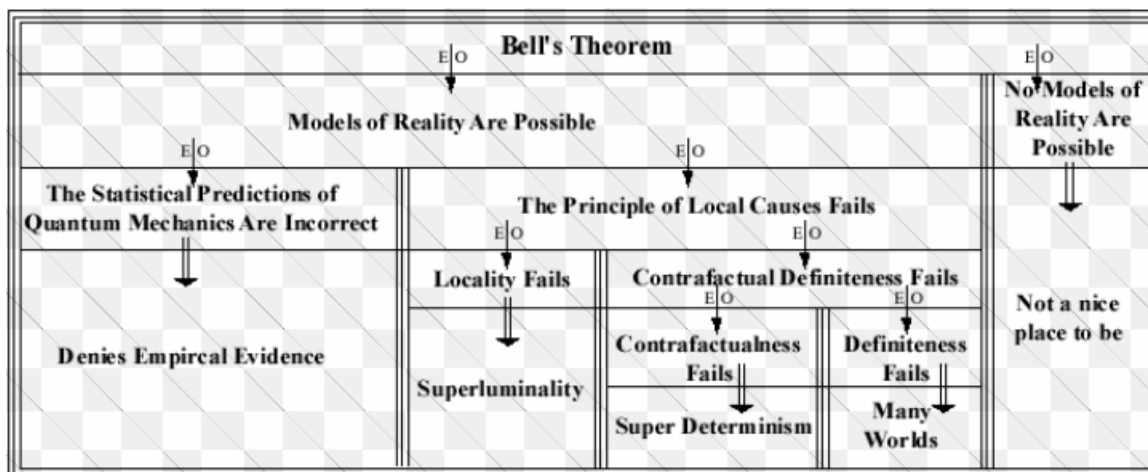 Bell's Theorem
E O
E O
Models of Reality Are Possible
No Models of
Reality Are
Possible
E O
E O
The Statistical Predictions of
Quantum Mechanics Are Incorrect
The Principle of Local Causes Fails
E O
E O
Locality Fails
Contrafactual Definiteness Fails
E O
E O
Denies Empircal Evidence
Superluminality
Contrafactualness
Fails
Definiteness
Fails
Super Determinism
Many
Worlds
Not a nice
place to be